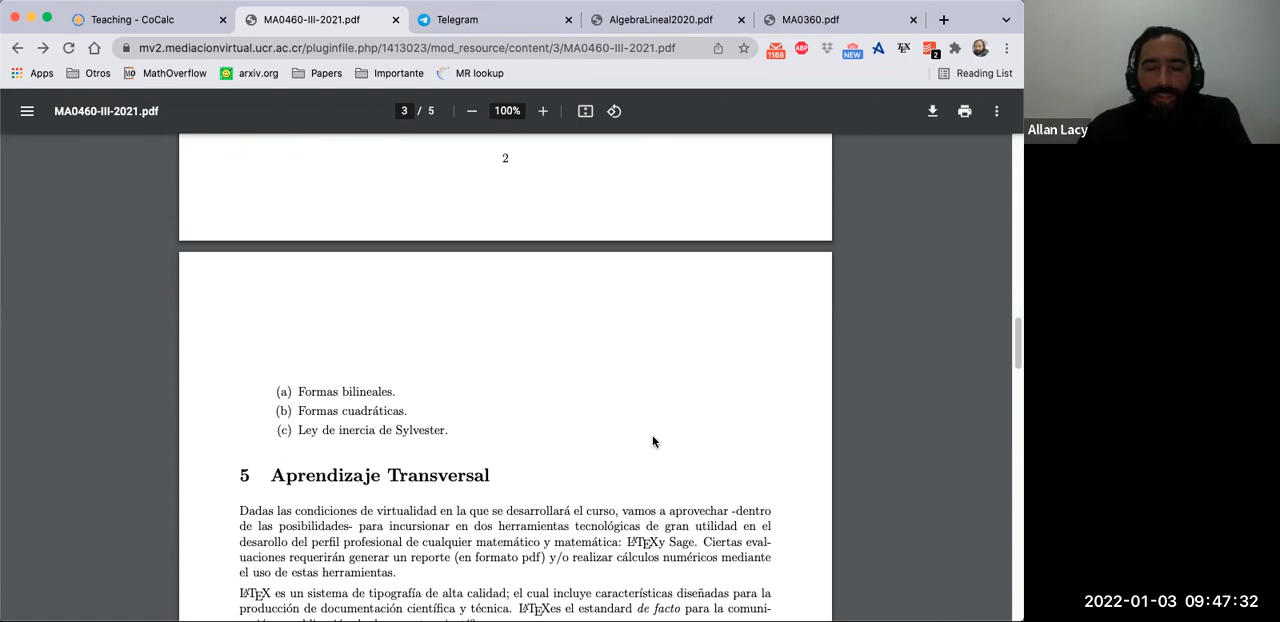 Teaching - CoCalc
MA0460-III-2021.pdf
Telegram
AlgebraLineal2020.pdf
MA0360.pdf
mv2.mediacionvirtual.ucr.ac.cr/pluginfile.php/1413023/mod_resource/content/3/MA0460-III-2021.pdf
1168
ABP
NEW
A
TEX
2
Apps
Otros
MathOverflow
arxiv.org
Papers
Importante
MR lookup
Reading List
MA0460-III-2021.pdf
3 / 5
100%
Allan Lacy
2
(a) Formas bilineales.
(b) Formas cuadráticas.
(c) Ley de inercia de Sylvester.
5 Aprendizaje Transversal
Dadas las condiciones de virtualidad en la que se desarrollará el curso, vamos a aprovechar -dentro
de las posibilidades- para incursionar en dos herramientas tecnológicas de gran utilidad en el
desarollo del perfil profesional de cualquier matemático y matemática: LATEXy Sage. Ciertas eval-
uaciones requerirán generar un reporte (en formato pdf) y/o realizar cálculos numéricos mediante
el uso de estas herramientas.
LATEX es un sistema de tipografía de alta calidad; el cual incluye características diseñadas para la
producción de documentación científica y técnica. LATEXes el estandard de facto para la comuni-
2022-01-03 09:47:32